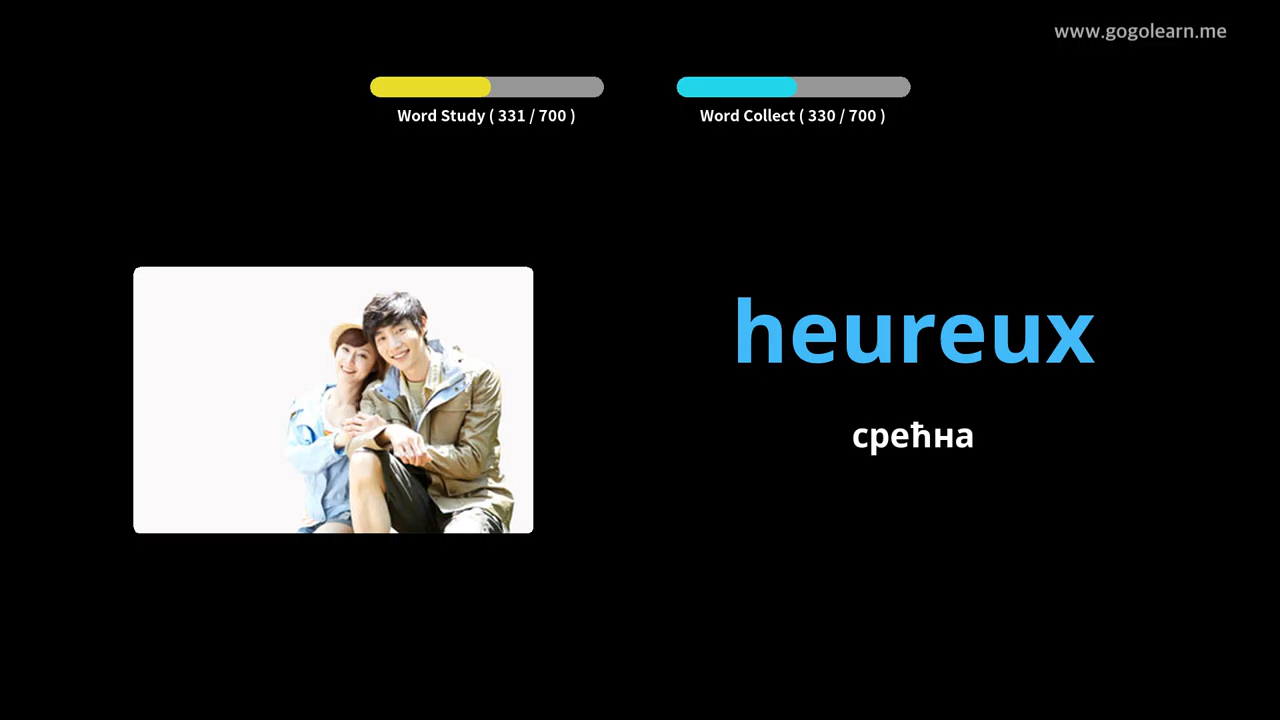 www.gogolearn.me
Word Study ( 331 / 700 )
Word Collect ( 330 / 700 )
heureux
срећна